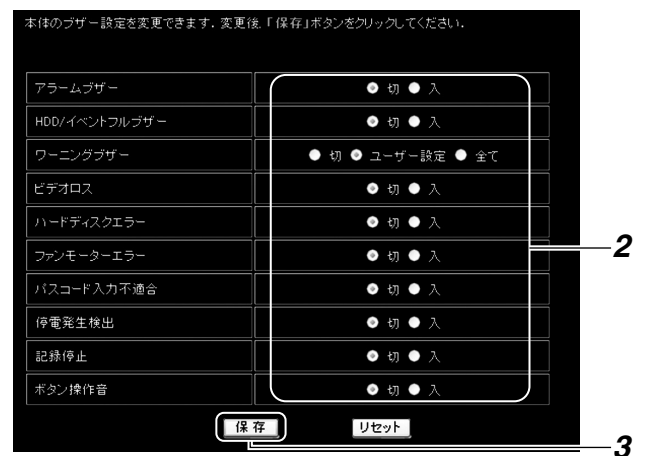 本体のブザー設定を変更できます．変更後、「保存」ボタンをクリックしてください．
アラームブザー 切 入
HDD/イベントフルブザー 切 入
ワーニングブザー 切 ユーザー設定 全て
ビデオロス 切 入
ハードディスクエラー 切 入
ファンモーターエラー 切 入
パスコード入力不適合 切 入
停電発生検出 切 入
記録停止 切 入
ボタン操作音 切 入
2
保存 リセット
3